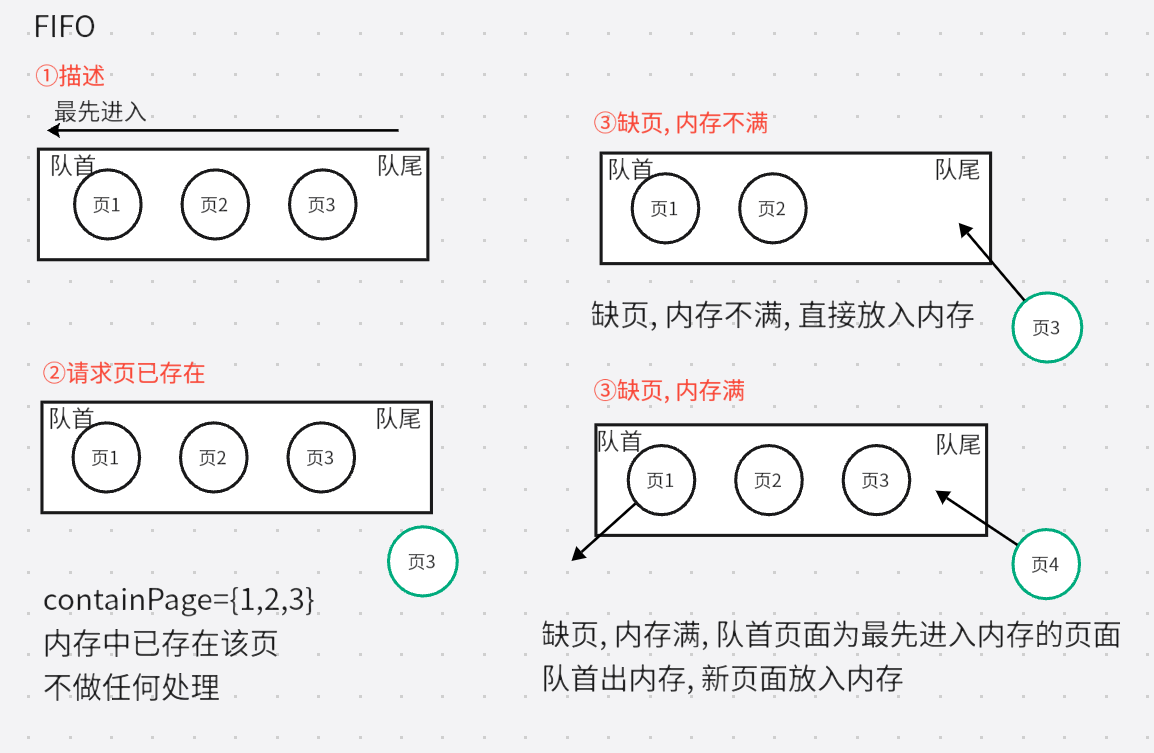 FIFO
①描述
最先进入
队首
队尾
页1
页2
页3
②请求页已存在
队首
队尾
页1
页2
页3
页3
containPage={1,2,3}
内存中已存在该页
不做任何处理
③缺页, 内存不满
队首
队尾
页1
页2
页3
缺页, 内存不满, 直接放入内存
③缺页, 内存满
队首
队尾
页1
页2
页3
页4
缺页, 内存满, 队首页面为最先进入内存的页面
队首出内存, 新页面放入内存